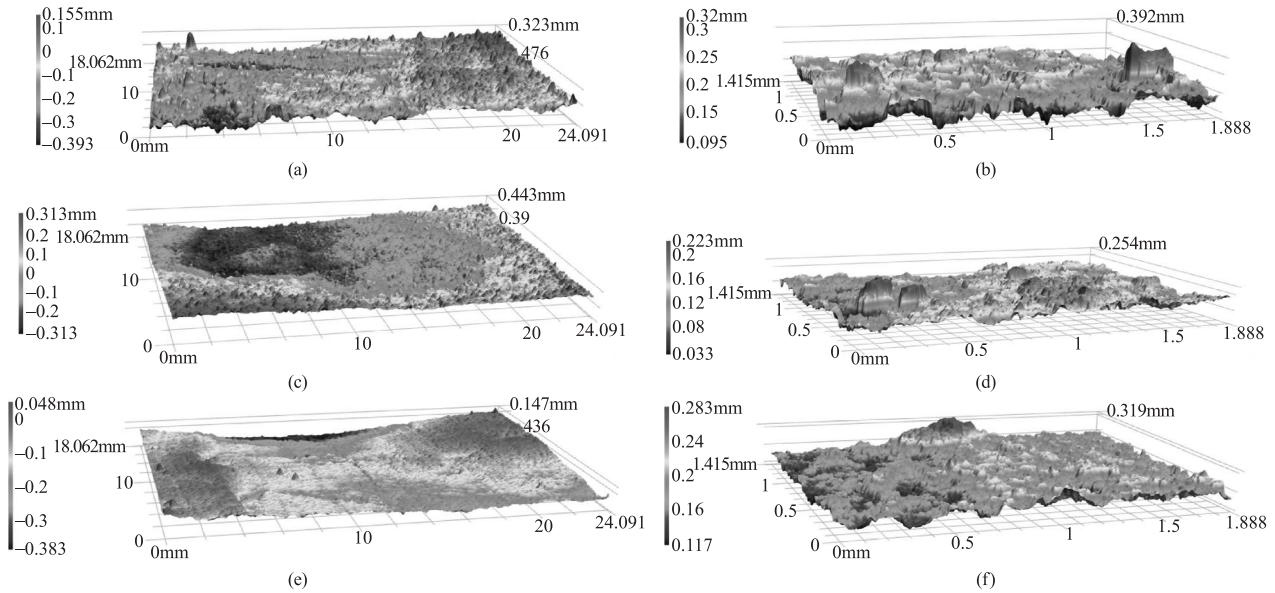 0.155mm
0.1
0
–0.1
–0.2
–0.3
–0.393
18.062mm
10
0
0mm
10
20
24.091
0.323mm
476
(a)
0.32mm
0.3
0.25
0.2
0.15
0.095
1.415mm
1
0.5
0
0mm
0.5
1
1.5
1.888
0.392mm
(b)
0.313mm
0.2
0.1
0
–0.1
–0.2
–0.313
18.062mm
10
0
0mm
10
20
24.091
0.443mm
0.39
(c)
0.223mm
0.2
0.16
0.12
0.08
0.033
1.415mm
1
0.5
0
0mm
0.5
1
1.5
1.888
0.254mm
(d)
0.048mm
0
–0.1
–0.2
–0.3
–0.383
18.062mm
10
0
0mm
10
20
24.091
0.147mm
436
(e)
0.283mm
0.24
0.2
0.16
0.117
1.415mm
1
0.5
0
0mm
0.5
1
1.5
1.888
0.319mm
(f)